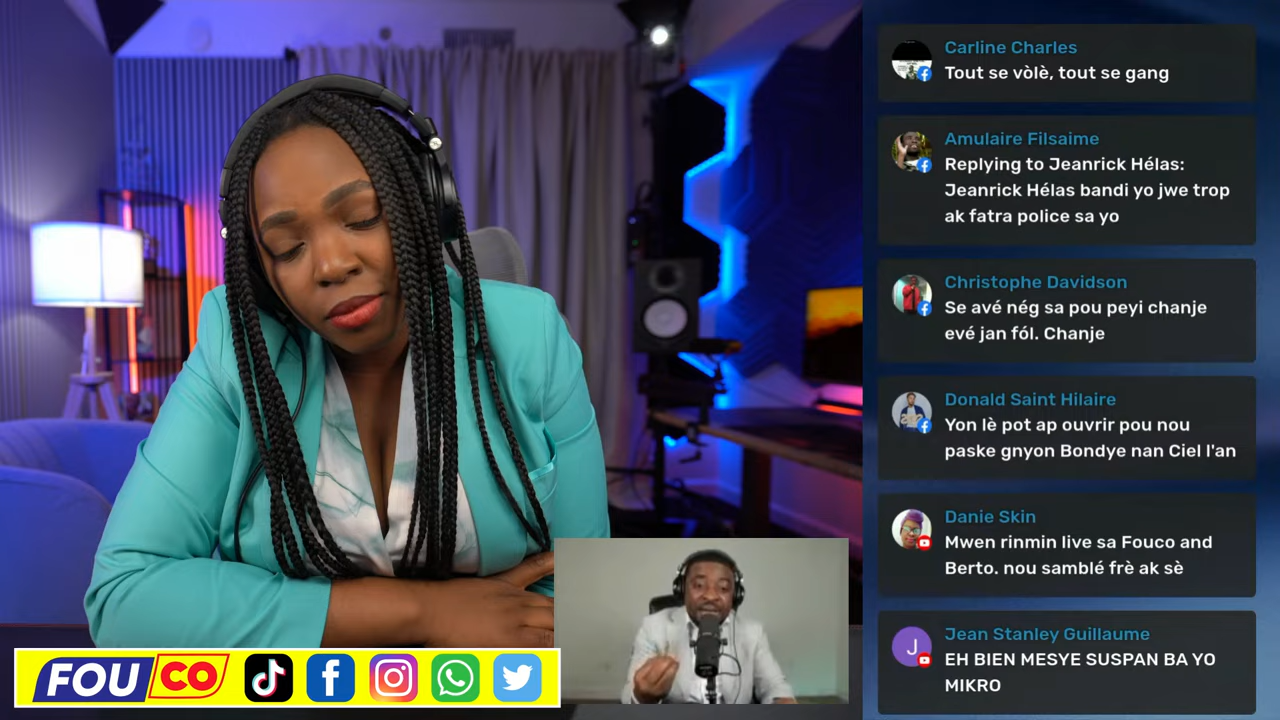 Carline Charles
Tout se vòlè, tout se gang
Amulaire Filsaime
Replying to Jeanrick Hélas:
Jeanrick Hélas bandi yo jwe trop
ak fatra police sa yo
Christophe Davidson
Se avé nég sa pou peyi chanje
evé jan fól. Chanje
Donald Saint Hilaire
Yon lè pot ap ouvrir pou nou
paske gnyon Bondye nan Ciel l'an
Danie Skin
Mwen rinmin live sa Fouco and
Berto. nou samblé frè ak sè
J
Jean Stanley Guillaume
EH BIEN MESYE SUSPAN BA YO
MIKRO
FOUCO